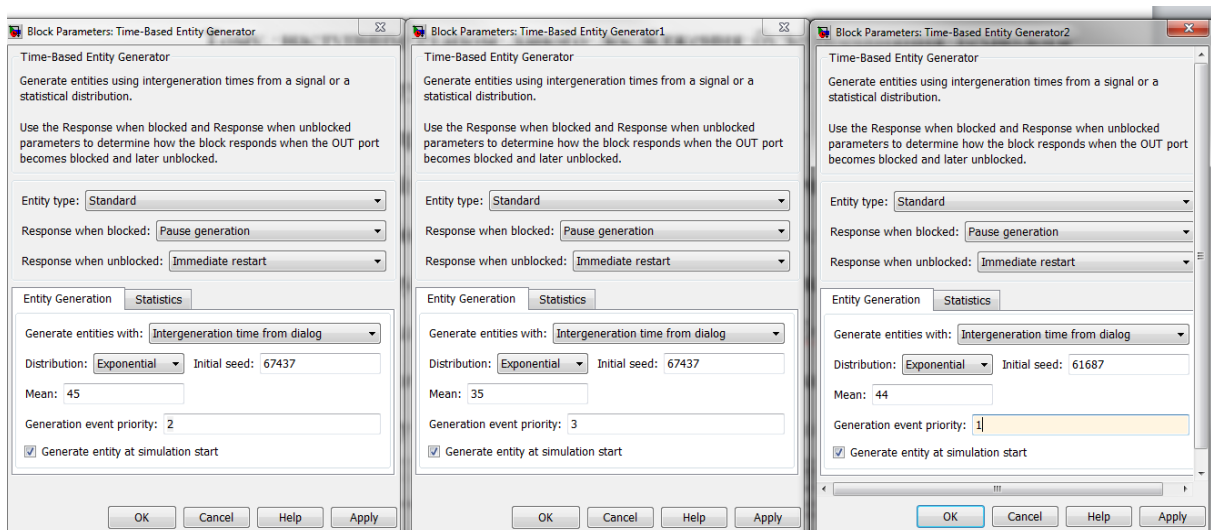 Block Parameters: Time-Based Entity Generator
Time-Based Entity Generator
Generate entities using intergeneration times from a signal or a
statistical distribution.
Use the Response when blocked and Response when unblocked
parameters to determine how the block responds when the OUT port
becomes blocked and later unblocked.
Entity type: Standard
Response when blocked: Pause generation
Response when unblocked: Immediate restart
Entity Generation Statistics
Generate entities with: Intergeneration time from dialog
Distribution: Exponential Initial seed: 67437
Mean: 45
Generation event priority: 2
Generate entity at simulation start
OK Cancel Help Apply
Block Parameters: Time-Based Entity Generator1
Time-Based Entity Generator
Generate entities using intergeneration times from a signal or a
statistical distribution.
Use the Response when blocked and Response when unblocked
parameters to determine how the block responds when the OUT port
becomes blocked and later unblocked.
Entity type: Standard
Response when blocked: Pause generation
Response when unblocked: Immediate restart
Entity Generation Statistics
Generate entities with: Intergeneration time from dialog
Distribution: Exponential Initial seed: 67437
Mean: 35
Generation event priority: 3
Generate entity at simulation start
OK Cancel Help Apply
Block Parameters: Time-Based Entity Generator2
Time-Based Entity Generator
Generate entities using intergeneration times from a signal or a
statistical distribution.
Use the Response when blocked and Response when unblocked
parameters to determine how the block responds when the OUT port
becomes blocked and later unblocked.
Entity type: Standard
Response when blocked: Pause generation
Response when unblocked: Immediate restart
Entity Generation Statistics
Generate entities with: Intergeneration time from dialog
Distribution: Exponential Initial seed: 61687
Mean: 44
Generation event priority: 1
Generate entity at simulation start
OK Cancel Help Apply